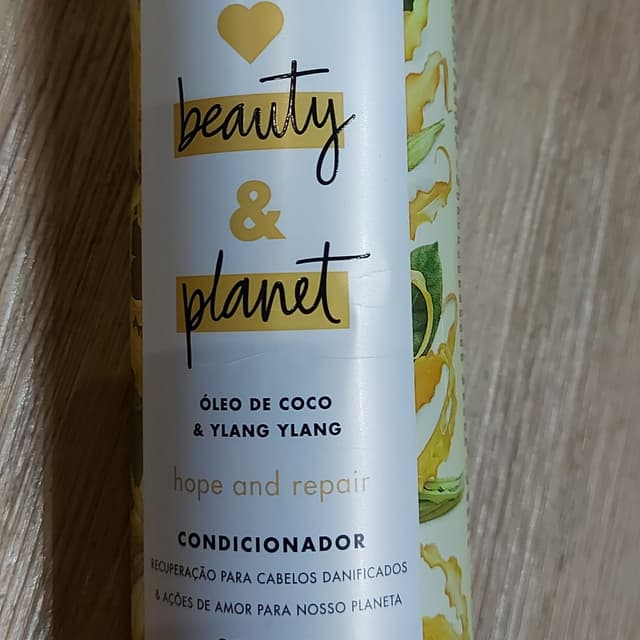 beauty
&
planet
ÓLEO DE COCO
& YLANG YLANG
hope and repair
CONDICIONADOR
RECUPERAÇÃO PARA CABELOS DANIFICADOS
& AÇÕES DE AMOR PARA NOSSO PLANETA